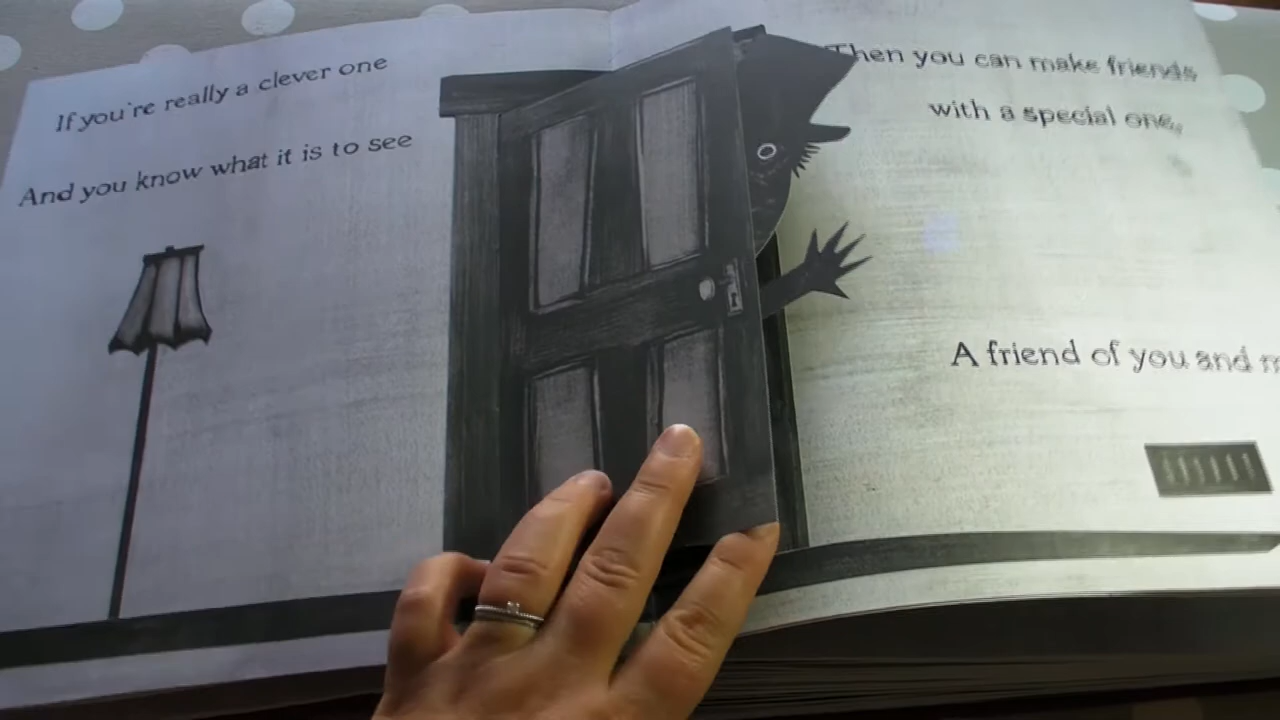 If you're really a clever one
And you know what it is to see
Then you can make friends
with a special one,
A friend of you and